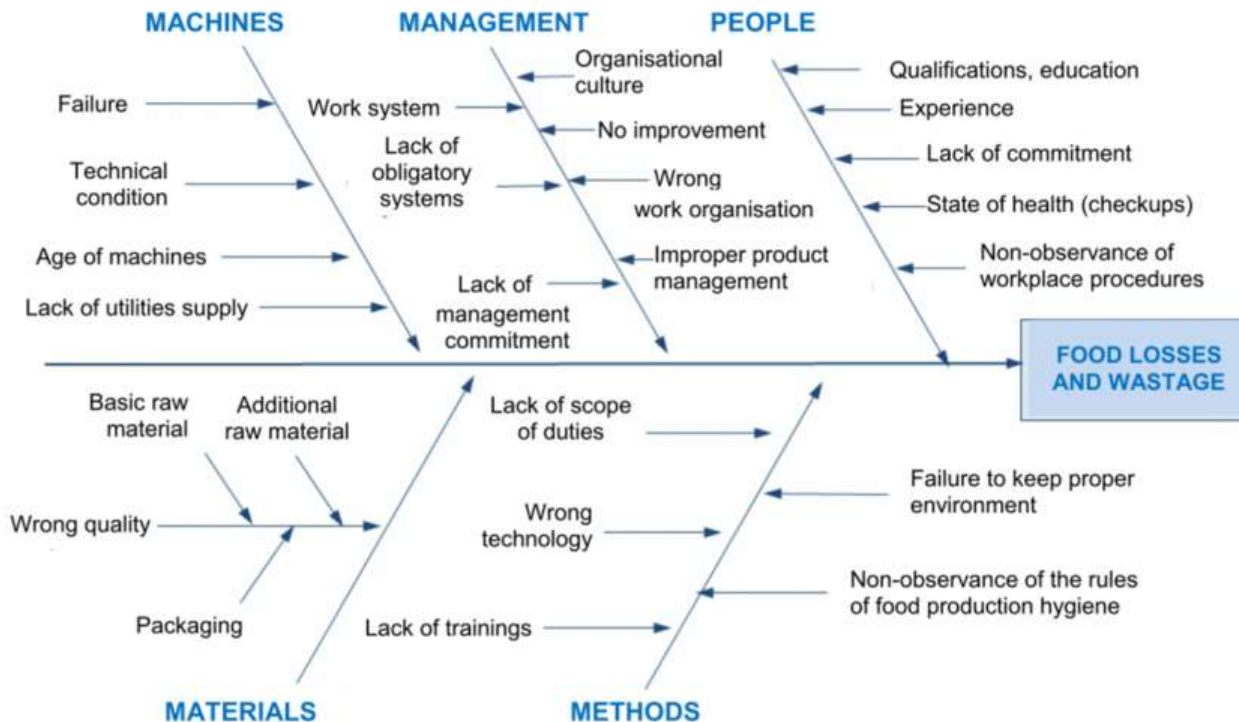 MACHINES
MANAGEMENT
PEOPLE
Failure
Technical
condition
Age of machines
Lack of utilities supply
Organisational
culture
Work system
No improvement
Lack of
obligatory
systems
Wrong
work organisation
Improper product
management
Lack of
management
commitment
Qualifications, education
Experience
Lack of commitment
State of health (checkups)
Non-observance of
workplace procedures
FOOD LOSSES
AND WASTAGE
Basic raw
material
Additional
raw material
Wrong quality
Packaging
Lack of scope
of duties
Failure to keep proper
environment
Wrong
technology
Non-observance of the rules
of food production hygiene
Lack of trainings
MATERIALS
METHODS